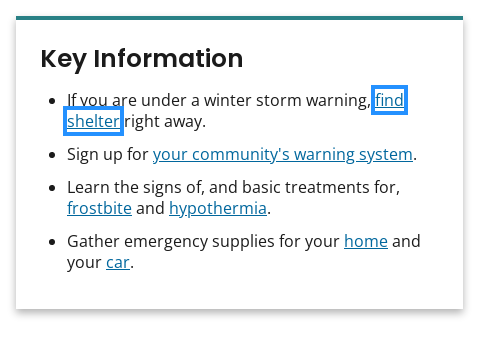 Key Information
If you are under a winter storm warning, find
shelter right away.
Sign up for your community's warning system.
Learn the signs of, and basic treatments for,
frostbite and hypothermia.
Gather emergency supplies for your home and
your car.